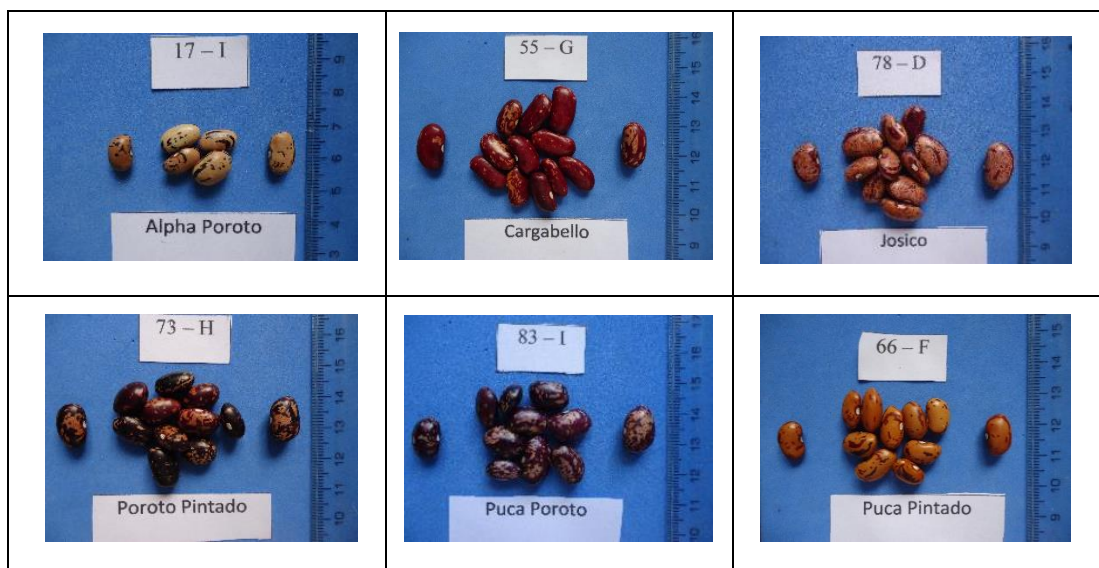 17 – I
Alpha Poroto
55 – G
Cargabello
78 – D
Josico
73 – H
Poroto Pintado
83 – I
Puca Poroto
66 – F
Puca Pintado